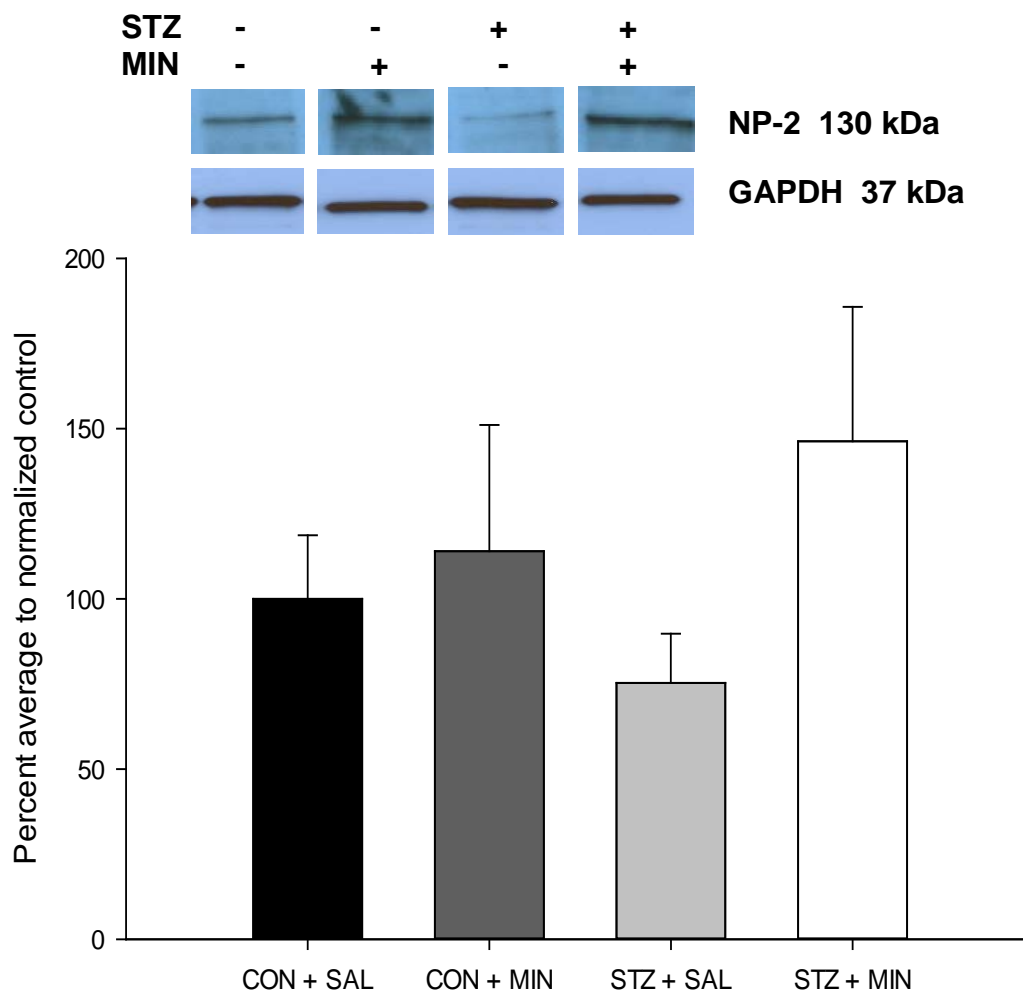 STZ - - + +
MIN - + - +
NP-2 130 kDa
GAPDH 37 kDa
200
150
100
50
0
Percent average to normalized control
CON + SAL CON + MIN STZ + SAL STZ + MIN